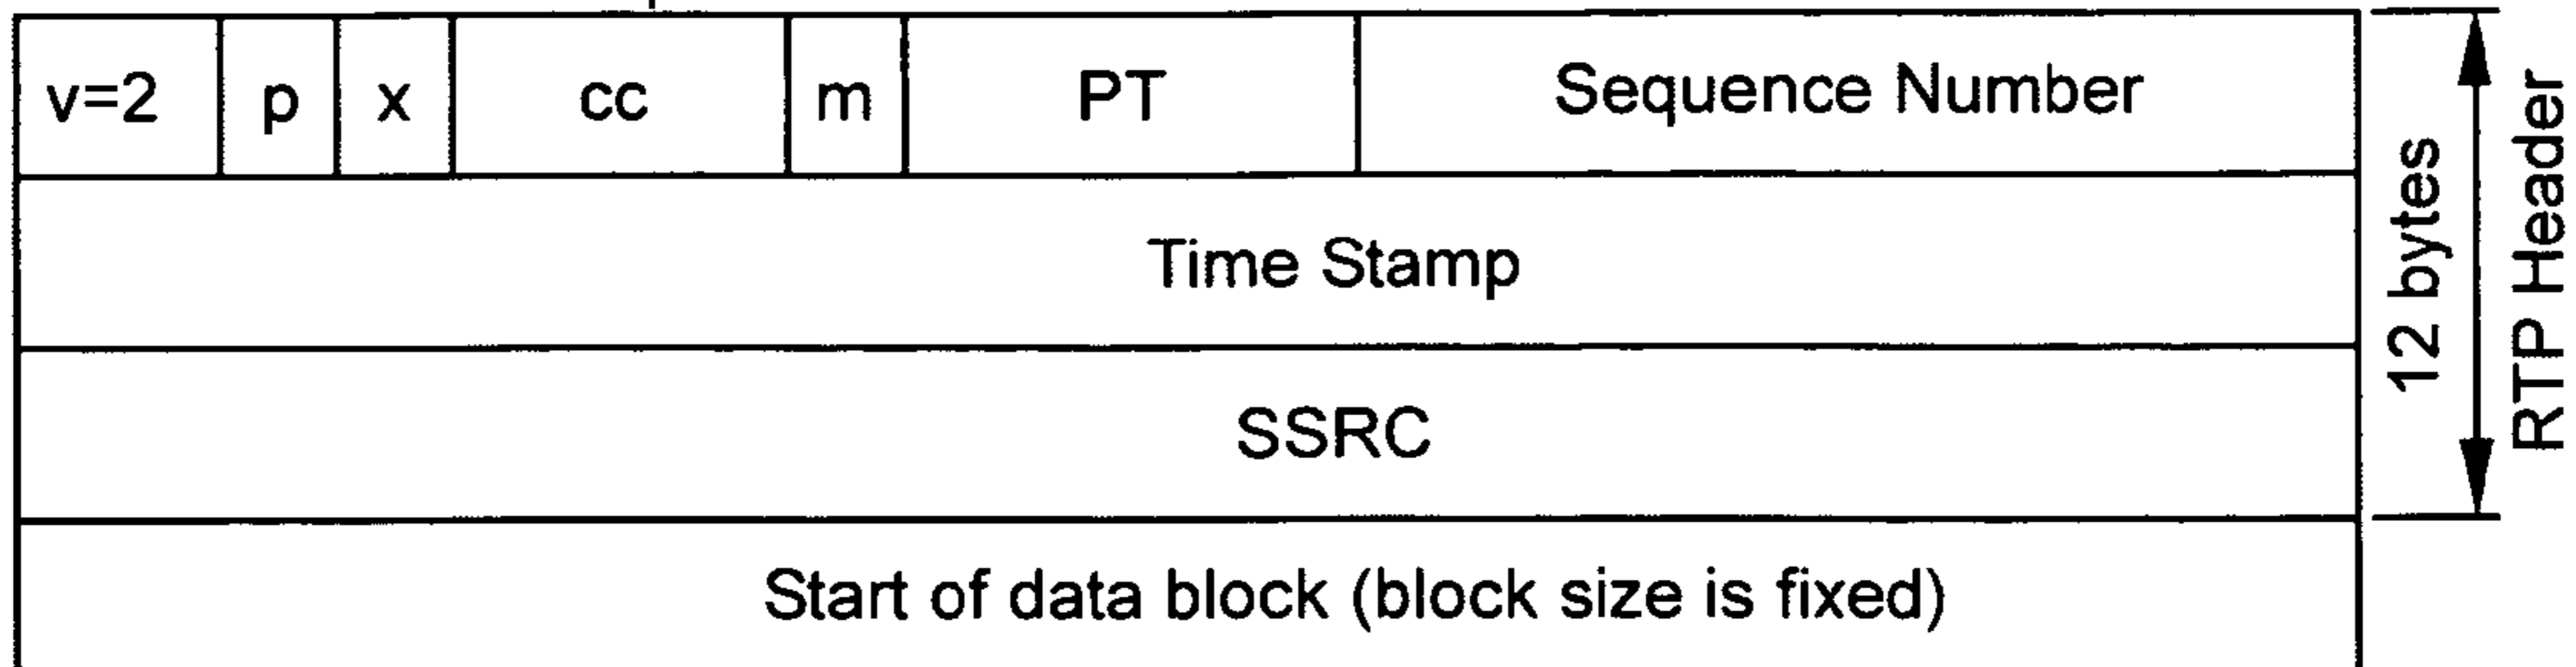 v=2 p x cc m PT Sequence Number
Time Stamp
SSRC
Start of data block (block size is fixed)
12 bytes
RTP Header